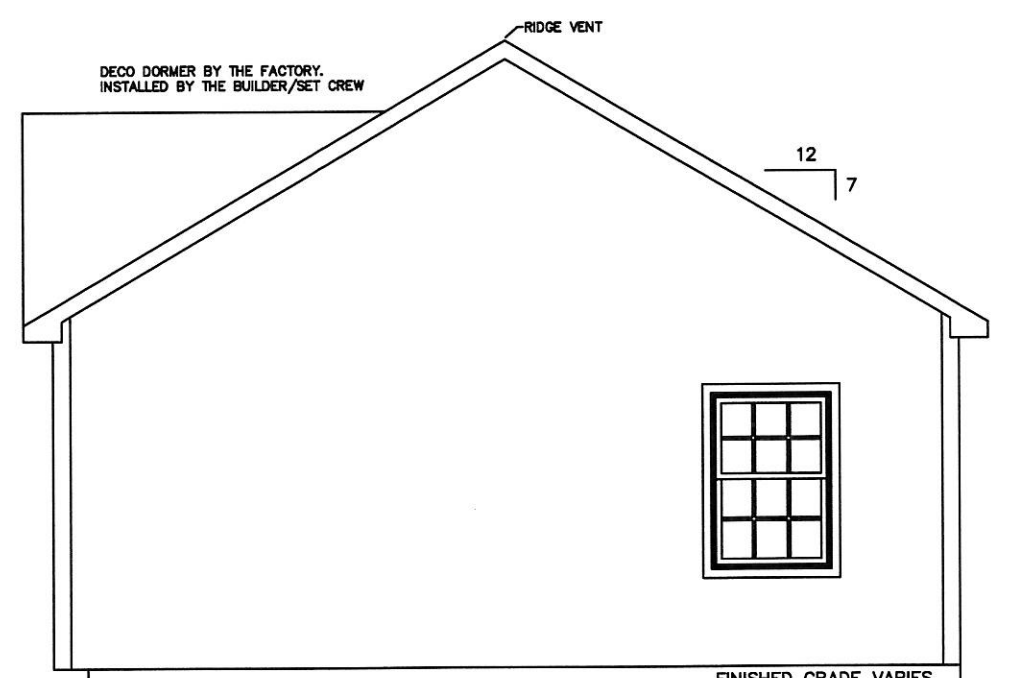 RIDGE VENT
DECO DORMER BY THE FACTORY.
INSTALLED BY THE BUILDER/SET CREW
12
7
FINISHED GRADE VARIES